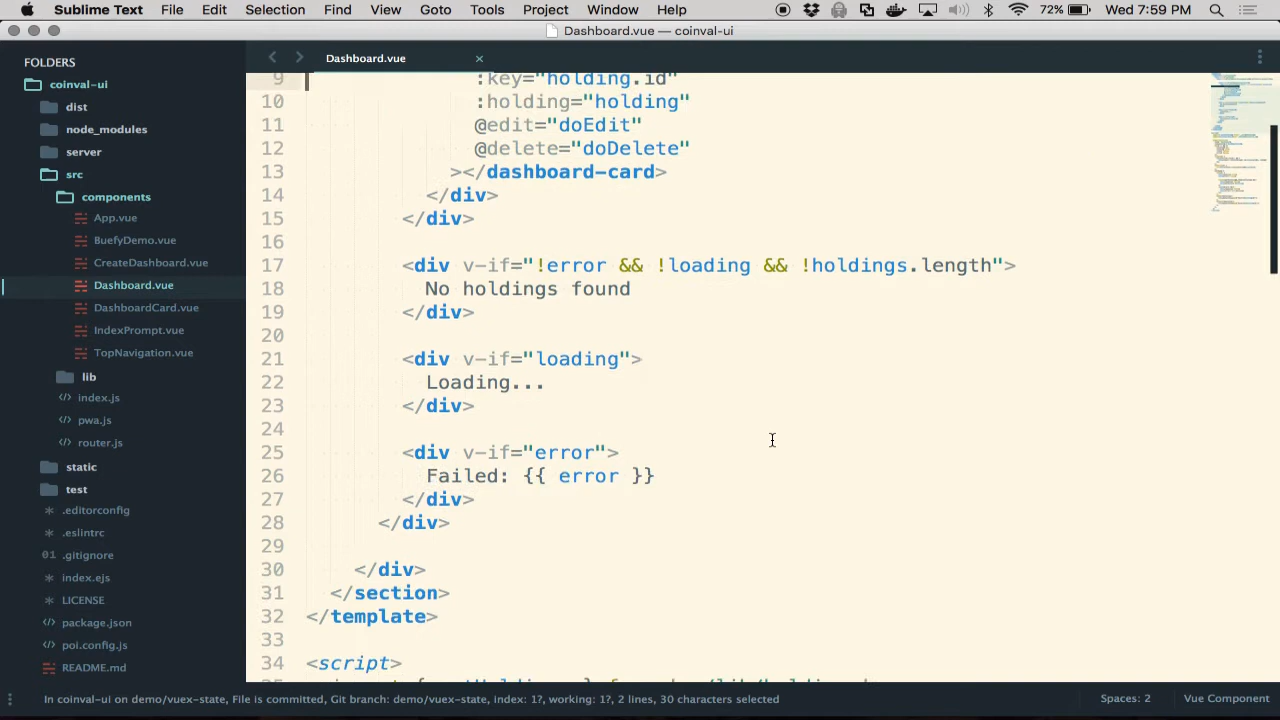 Sublime Text File Edit Selection Find View Goto Tools Project Window Help 72% Wed 7:59 PM
Dashboard.vue — coinval-ui
FOLDERS
coinval-ui
dist
node_modules
server
src
components
App.vue
BuefyDemo.vue
CreateDashboard.vue
Dashboard.vue
DashboardCard.vue
IndexPrompt.vue
TopNavigation.vue
lib
index.js
pwa.js
router.js
static
test
.editorconfig
.eslintrc
.gitignore
index.ejs
LICENSE
package.json
poi.config.js
README.md
Dashboard.vue ×
9 :key="holding.id"
10 :holding="holding"
11 @edit="doEdit"
12 @delete="doDelete"
13 ></dashboard-card>
14 </div>
15 </div>
16
17 <div v-if="!error && !loading && !holdings.length">
18 No holdings found
19 </div>
20
21 <div v-if="loading">
22 Loading...
23 </div>
24
25 <div v-if="error">
26 Failed: {{ error }}
27 </div>
28 </div>
29
30 </div>
31 </section>
32 </template>
33
34 <script>
In coinval-ui on demo/vuex-state, File is committed, Git branch: demo/vuex-state, index: 1?, working: 1?, 2 lines, 30 characters selected Spaces: 2 Vue Component